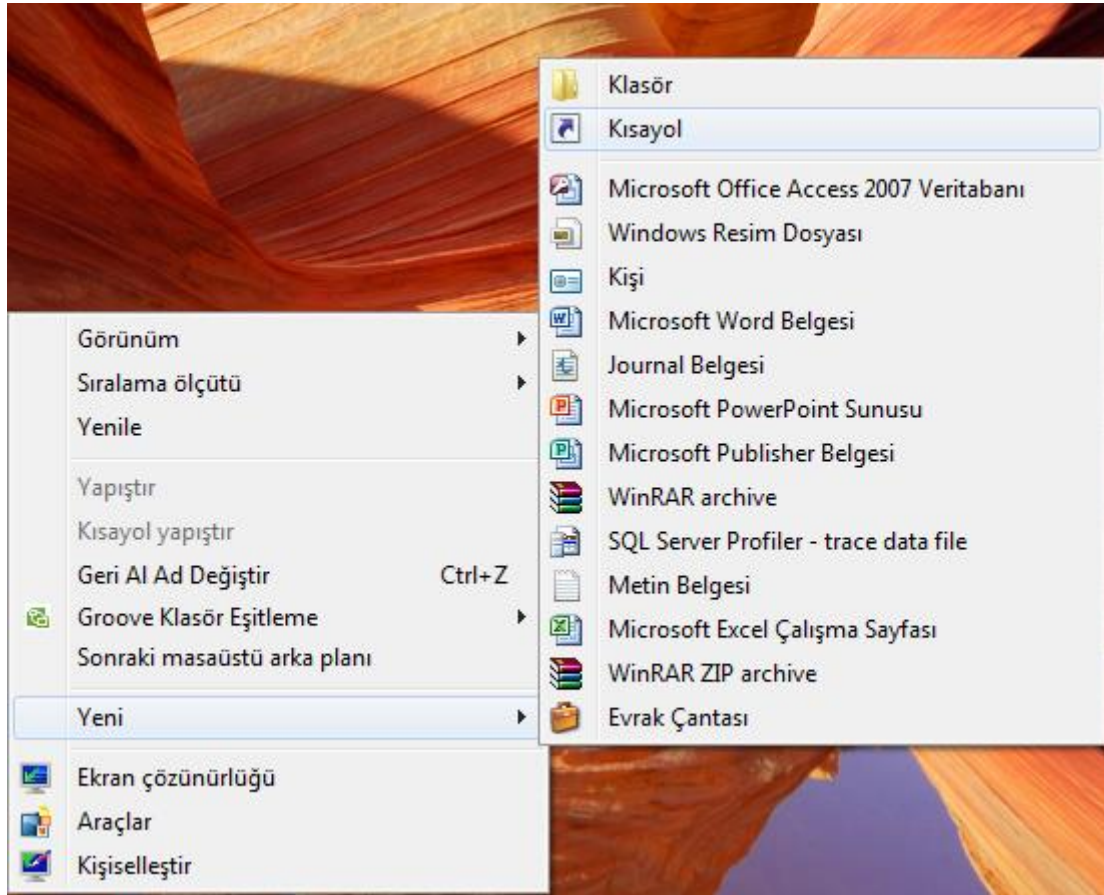 Klasör
Kısayol
Microsoft Office Access 2007 Veritabanı
Windows Resim Dosyası
Kişi
Microsoft Word Belgesi
Journal Belgesi
Microsoft PowerPoint Sunusu
Microsoft Publisher Belgesi
WinRAR archive
SQL Server Profiler - trace data file
Metin Belgesi
Microsoft Excel Çalışma Sayfası
WinRAR ZIP archive
Evrak Çantası
Görünüm
Sıralama ölçütü
Yenile
Yapıştır
Kısayol yapıştır
Geri Al Ad Değiştir Ctrl+Z
Groove Klasör Eşitleme
Sonraki masaüstü arka planı
Yeni
Ekran çözünürlüğü
Araçlar
Kişiselleştir